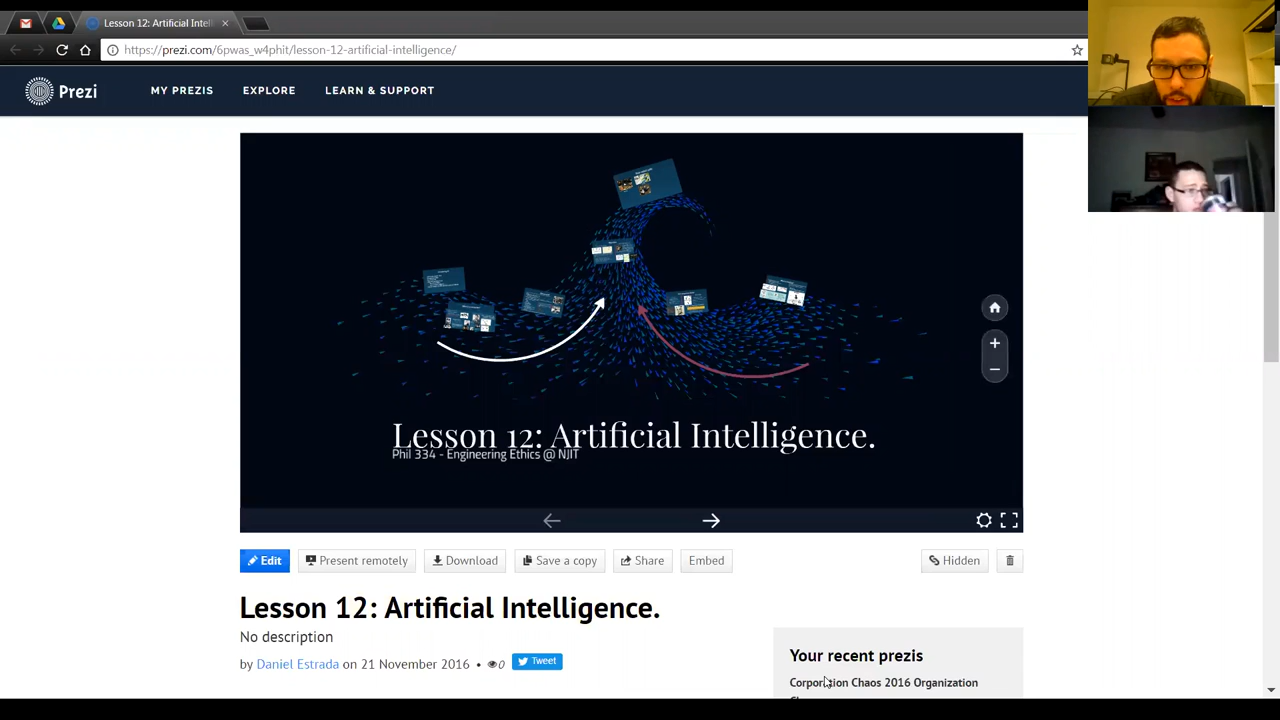 Lesson 12: Artificial Intell
https://prezi.com/6pwas_w4phit/lesson-12-artificial-intelligence/
Prezi
MY PREZIS
EXPLORE
LEARN & SUPPORT
Lesson 12: Artificial Intelligence.
Phil 334 - Engineering Ethics @ NJIT
Edit
Present remotely
Download
Save a copy
Share
Embed
Hidden
Lesson 12: Artificial Intelligence.
No description
by Daniel Estrada on 21 November 2016 • 0
Tweet
Your recent prezis
Corporation Chaos 2016 Organization